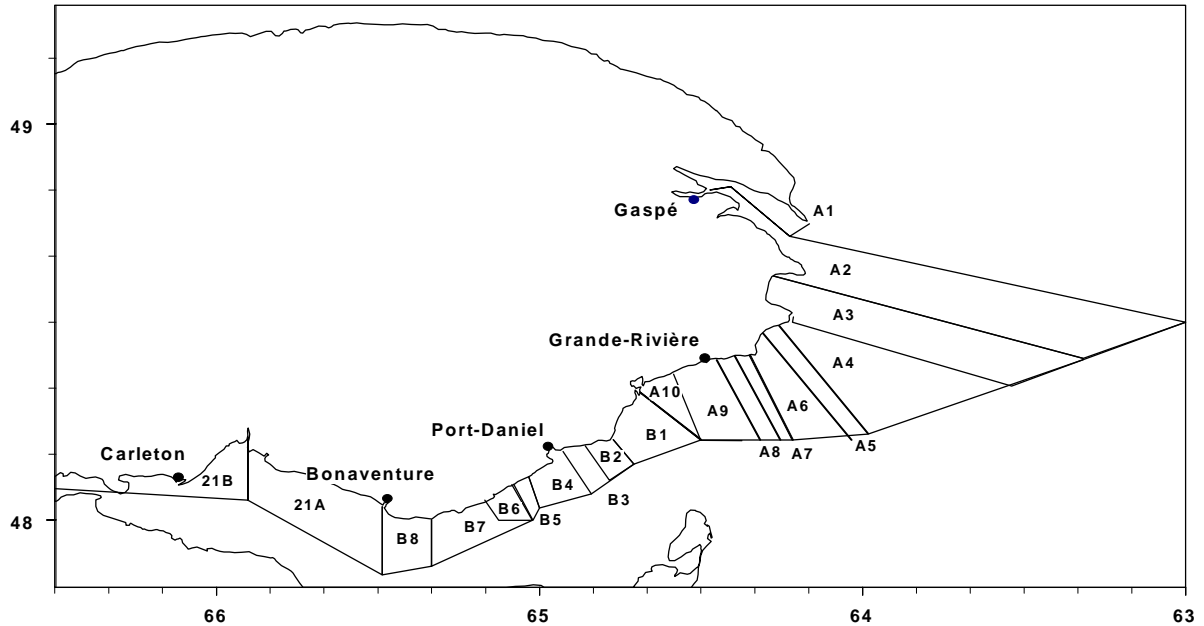 49
Gaspé
A1
A2
A3
Grande-Rivière
A4
A10
A9
A6
Port-Daniel
B1
A8
A7
A5
Carleton
B2
21B
Bonaventure
B4
B3
21A
B6
B5
B7
B8
48
66
65
64
63